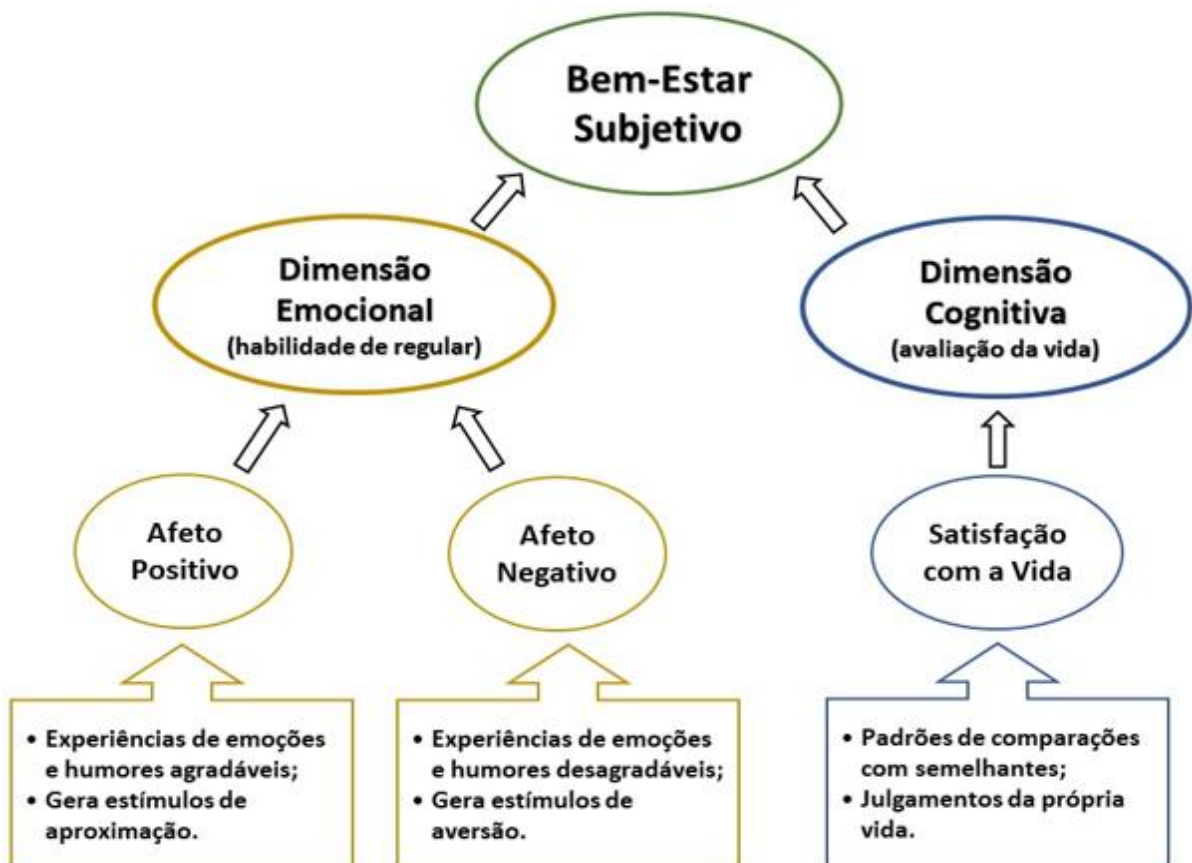 Bem-Estar
Subjetivo
Dimensão
Emocional
(habilidade de regular)
Dimensão
Cognitiva
(avaliação da vida)
Afeto
Positivo
Afeto
Negativo
Satisfação
com a Vida
• Experiências de emoções
e humores agradáveis;
• Gera estímulos de
aproximação.
• Experiências de emoções
e humores desagradáveis;
• Gera estímulos de
aversão.
• Padrões de comparações
com semelhantes;
• Julgamentos da própria
vida.